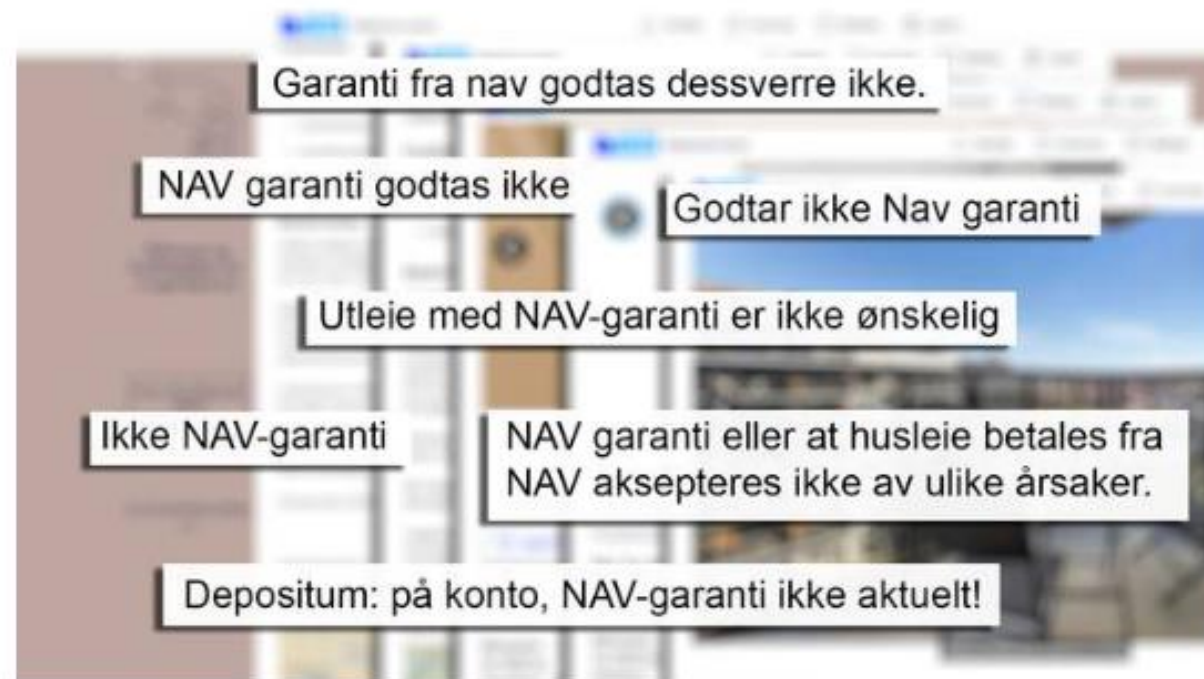 Garanti fra nav godtas dessverre ikke.
NAV garanti godtas ikke
Godtar ikke Nav garanti
Utleie med NAV-garanti er ikke ønskelig
Ikke NAV-garanti
NAV garanti eller at husleie betales fra
NAV aksepteres ikke av ulike årsaker.
Depositum: på konto, NAV-garanti ikke aktuelt!